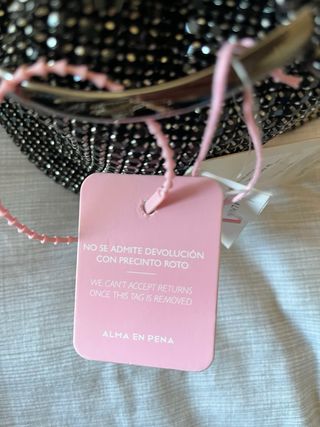 NO SE ADMITE DEVOLUCIÓN
CON PRECINTO ROTO
WE CAN'T ACCEPT RETURNS
ONCE THIS TAG IS REMOVED
ALMA EN PENA